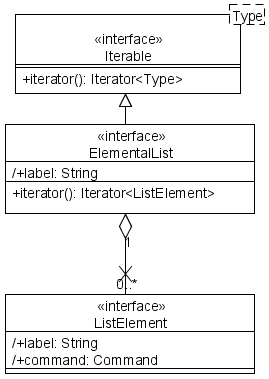 Type
«interface»
Iterable
+iterator(): Iterator<Type>
«interface»
ElementalList
/+label: String
+iterator(): Iterator<ListElement>
1
0..*
«interface»
ListElement
/+label: String
/+command: Command